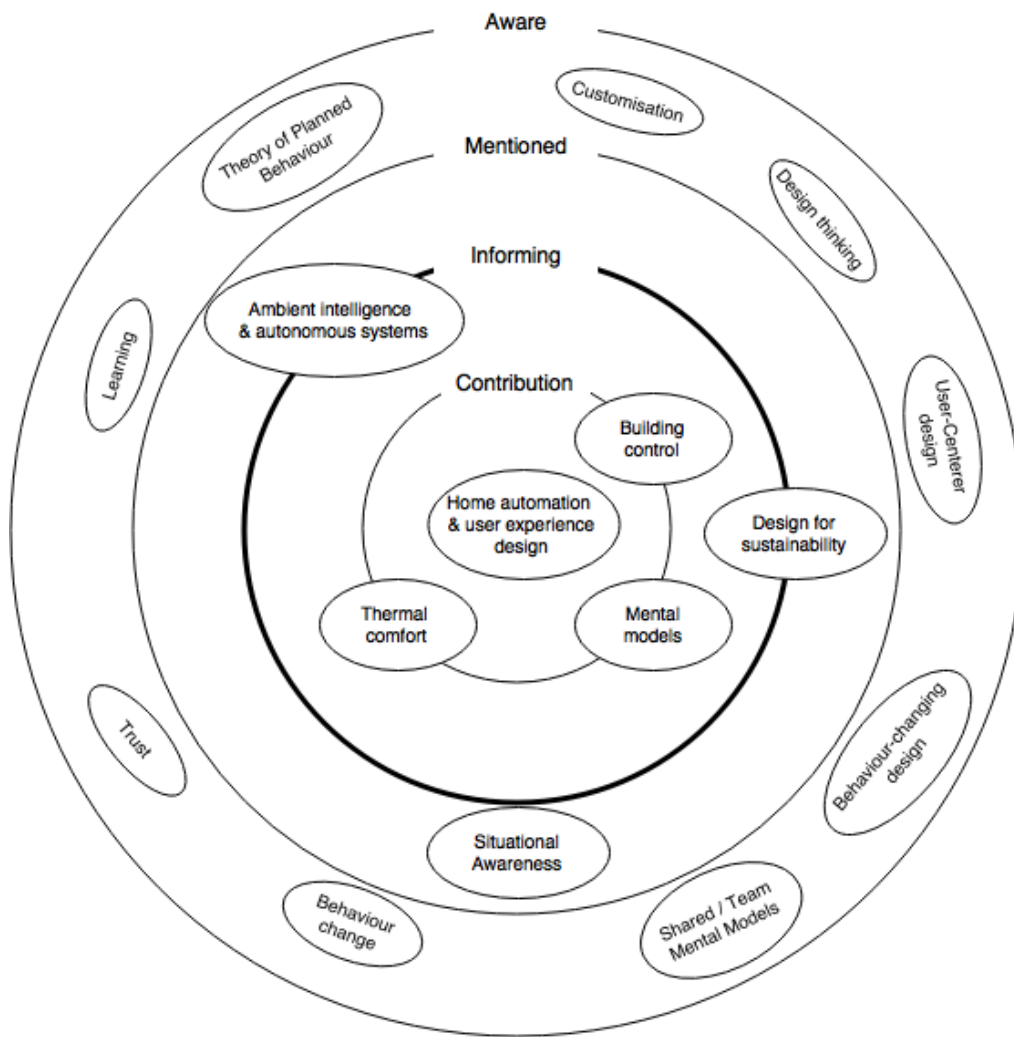 Aware
Customisation
Theory of Planned
Behaviour
Mentioned
Design thinking
Informing
Ambient intelligence
& autonomous systems
Learning
Contribution
User-Centerer
design
Building
control
Home automation
& user experience
design
Design for
sustainability
Thermal
comfort
Mental
models
Trust
Behaviour-changing
design
Situational
Awareness
Behaviour
change
Shared / Team
Mental Models